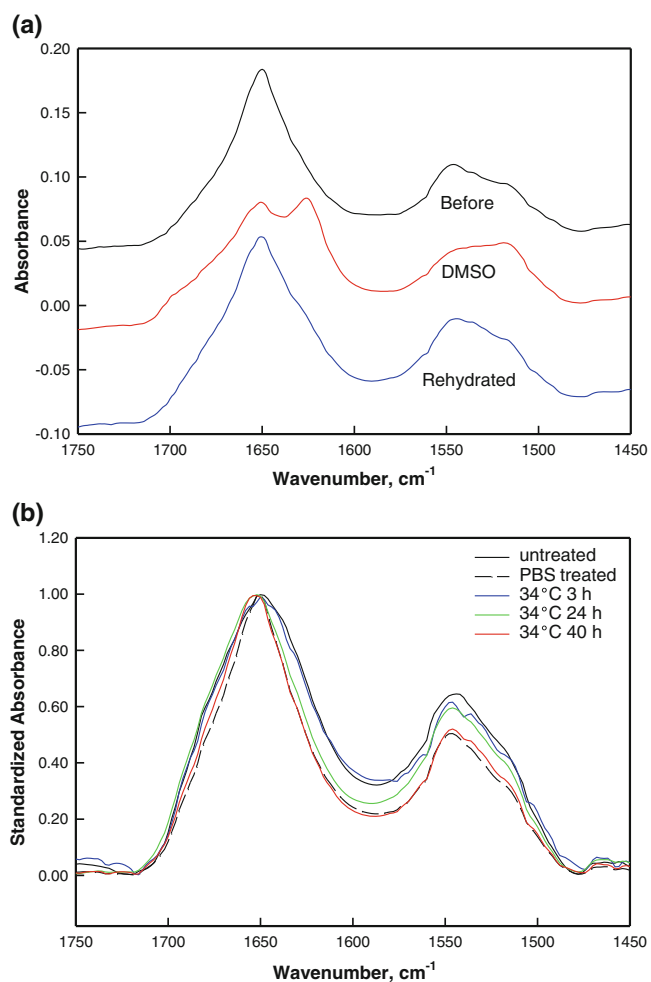 (a)
0.20
0.15
0.10
0.05
0.00
-0.05
-0.10
Absorbance
Before
DMSO
Rehydrated
1750 1700 1650 1600 1550 1500 1450
Wavenumber, cm-1
(b)
1.20
1.00
0.80
0.60
0.40
0.20
0.00
Standardized Absorbance
untreated
PBS treated
34°C 3 h
34°C 24 h
34°C 40 h
1750 1700 1650 1600 1550 1500 1450
Wavenumber, cm-1